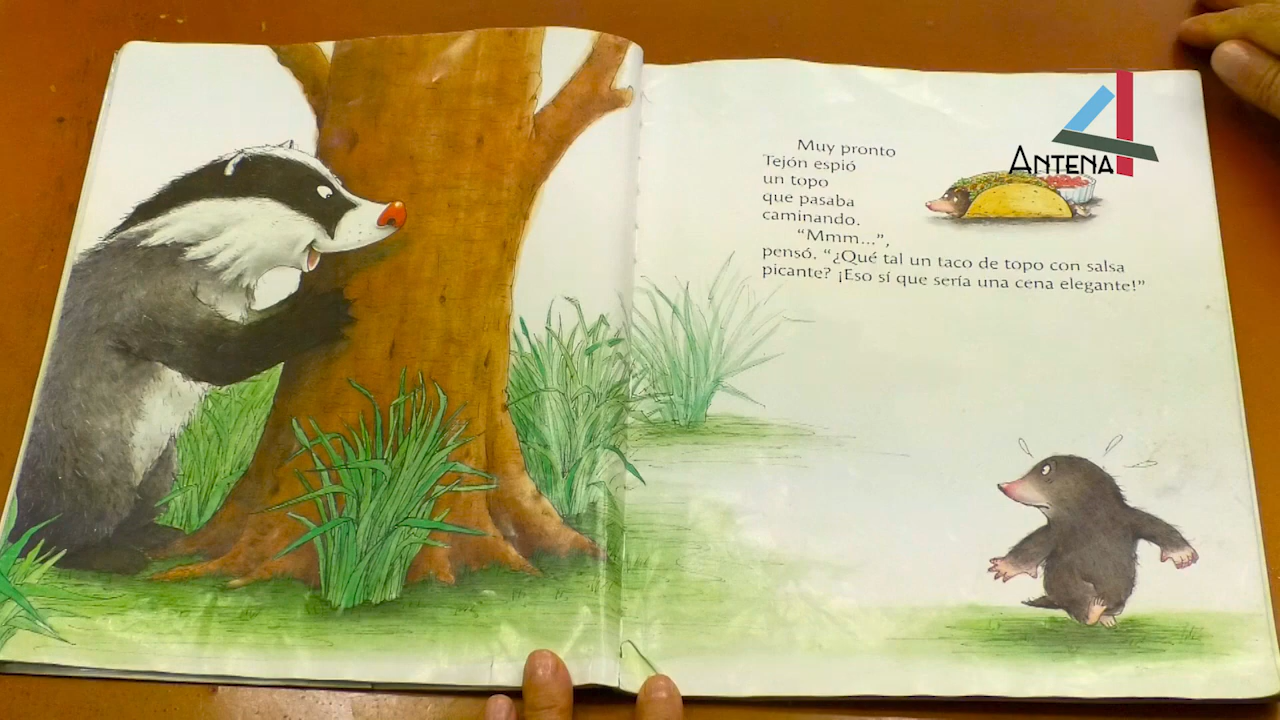 Muy pronto
Tejón espió
un topo
que pasaba
caminando.
“Mmm...”,
pensó. “¿Qué tal un taco de topo con salsa
picante? ¡Eso sí que sería una cena elegante!”
ANTENA 4